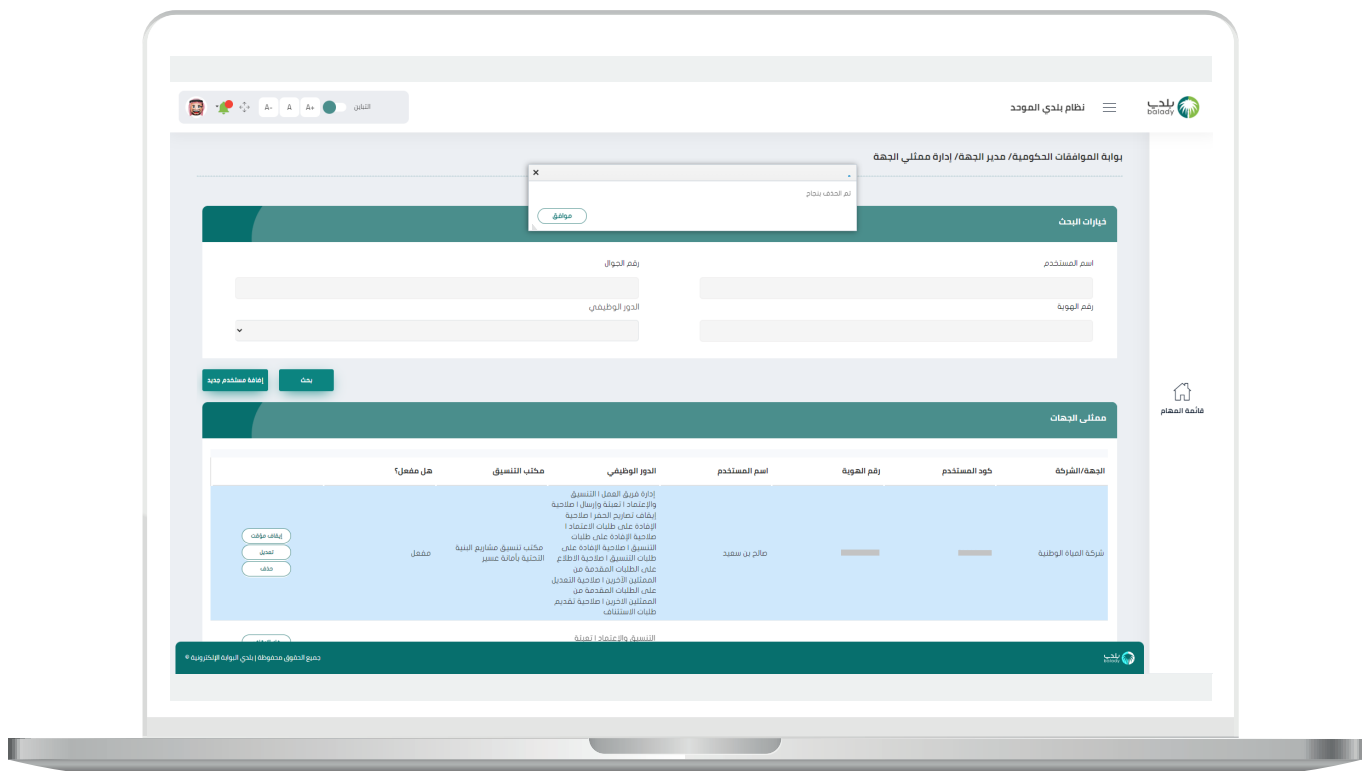 بلدي
balady
نظام بلدي الموحد
التباين
A+
A
A-
بوابة الموافقات الحكومية/ مدير الجهة/ إدارة ممثلي الجهة
تم الحذف بنجاح
موافق
خيارات البحث
اسم المستخدم
رقم الجوال
رقم الهوية
الدور الوظيفي
بحث
إضافة مستخدم جديد
قائمة المهام
ممثلى الجهات
الجهة/الشركة
كود المستخدم
رقم الهوية
اسم المستخدم
الدور الوظيفي
مكتب التنسيق
هل مفعل؟
شركة المياة الوطنية
صالح بن سعيد
إدارة فريق العمل | التنسيق
والإعتماد | تعبئة وإرسال | صلاحية
إيقاف تصاريح الحفر | صلاحية
الإفادة على طلبات الاعتماد |
صلاحية الإفادة على طلبات
التنسيق | صلاحية الإفادة على
طلبات التنسيق | صلاحية الاطلاع
على الطلبات المقدمة من
الممثلين الآخرين | صلاحية التعديل
على الطلبات المقدمة من
الممثلين الاخرين | صلاحية تقديم
طلبات الاستئناف
مكتب تنسيق مشاريع البنية
التحتية بأمانة عسير
مفعل
إيقاف مؤقت
تعديل
حذف
التنسيق والإعتماد | تعبئة
بلدي
balady
جميع الحقوق محفوظة | بلدي البوابة الإلكترونية ©